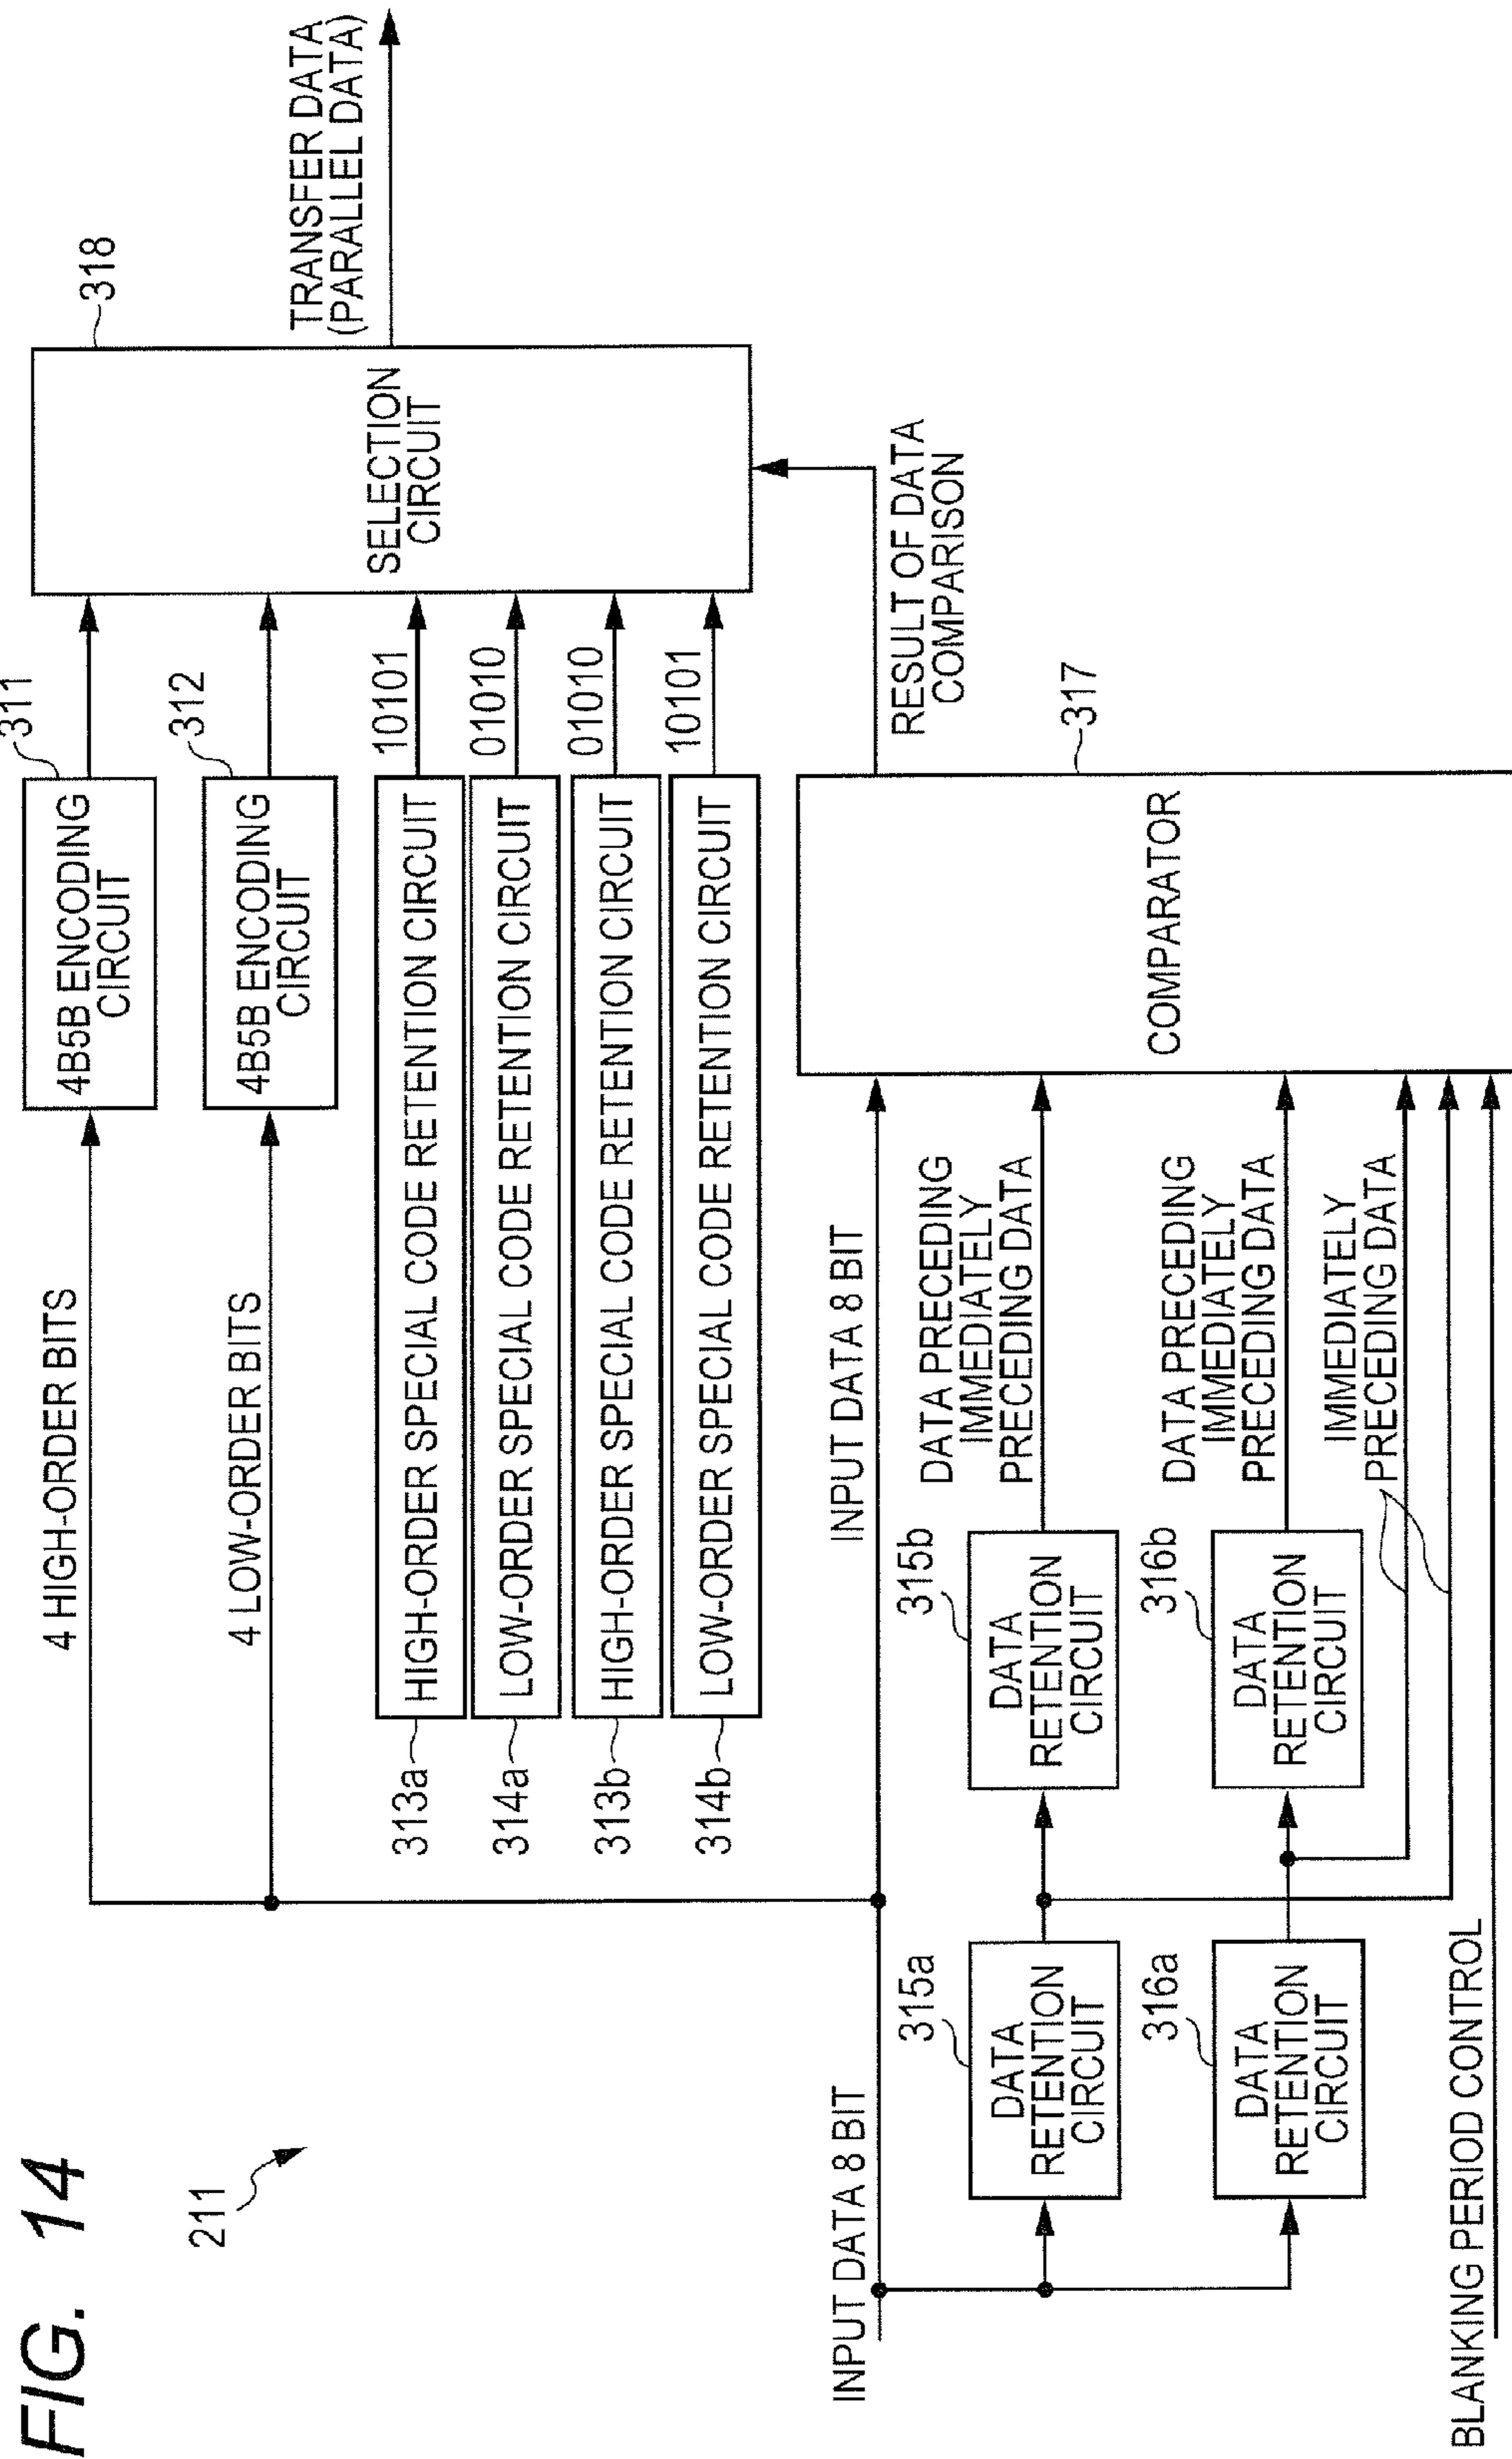 FIG. 14
211
4 HIGH-ORDER BITS
4B5B ENCODING
CIRCUIT
311
4 LOW-ORDER BITS
4B5B ENCODING
CIRCUIT
312
313a
HIGH-ORDER SPECIAL CODE RETENTION CIRCUIT
10101
314a
LOW-ORDER SPECIAL CODE RETENTION CIRCUIT
01010
313b
HIGH-ORDER SPECIAL CODE RETENTION CIRCUIT
01010
314b
LOW-ORDER SPECIAL CODE RETENTION CIRCUIT
10101
SELECTION
CIRCUIT
318
TRANSFER DATA
(PARALLEL DATA)
INPUT DATA 8 BIT
INPUT DATA 8 BIT
RESULT OF DATA
COMPARISON
315a
DATA
RETENTION
CIRCUIT
315b
DATA
RETENTION
CIRCUIT
DATA PRECEDING
IMMEDIATELY
PRECEDING DATA
COMPARATOR
317
316a
DATA
RETENTION
CIRCUIT
316b
DATA
RETENTION
CIRCUIT
DATA PRECEDING
IMMEDIATELY
PRECEDING DATA
IMMEDIATELY
PRECEDING DATA
BLANKING PERIOD CONTROL